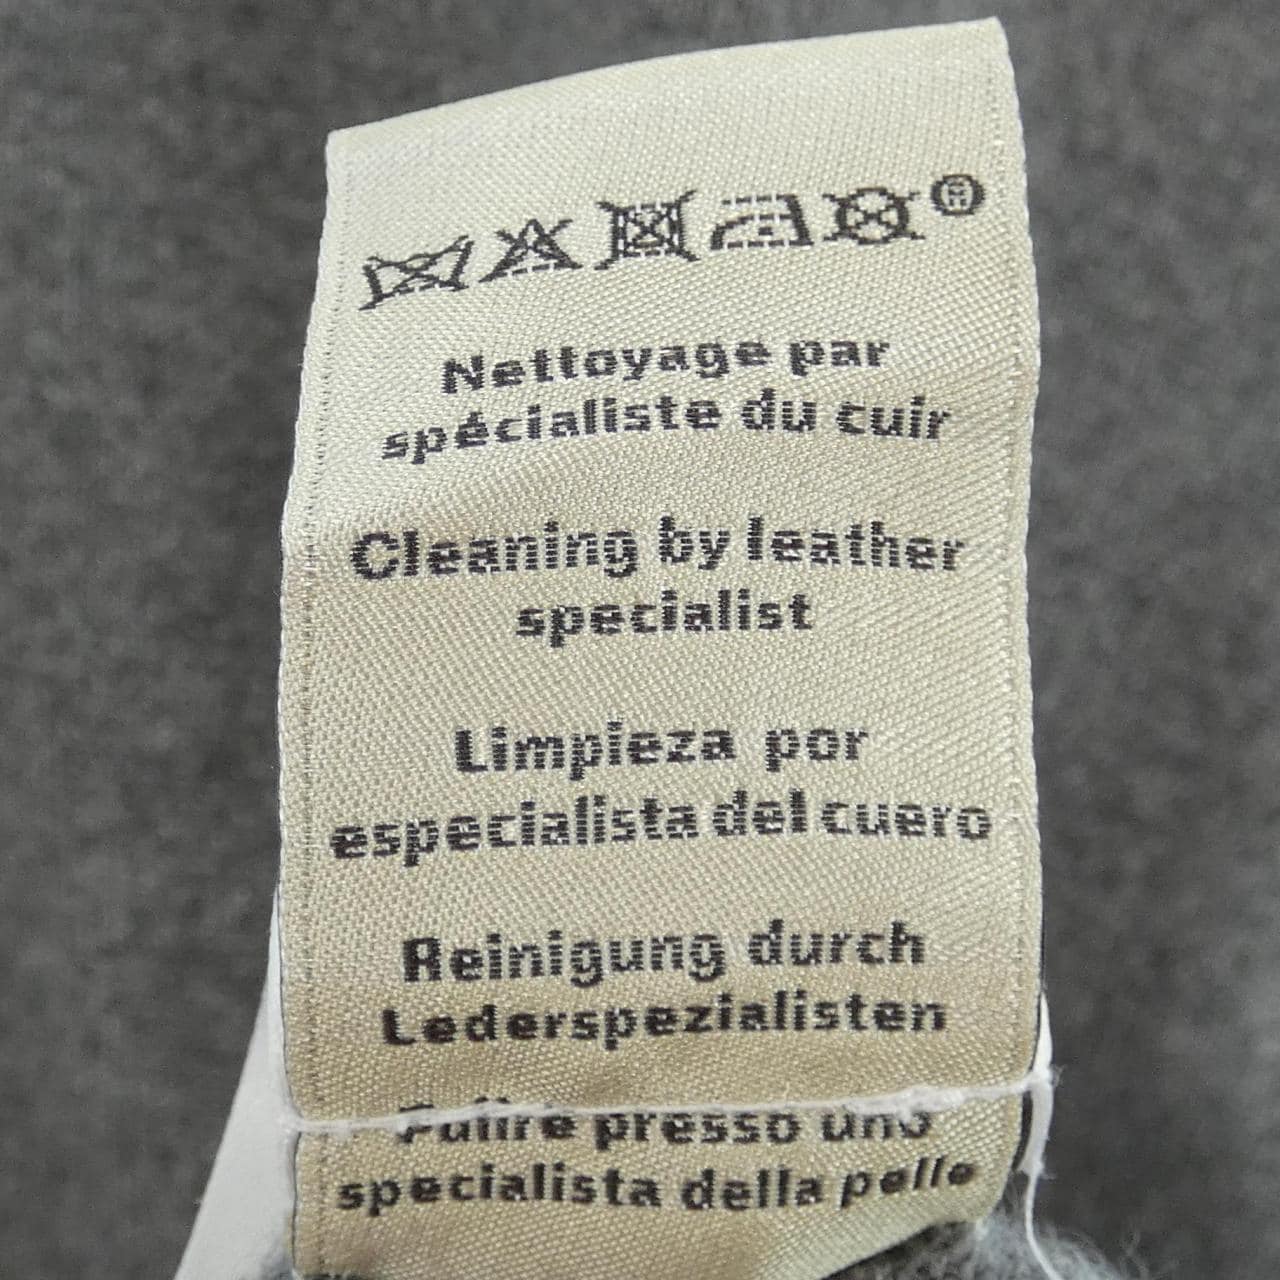 Nettoyage par
spécialiste du cuir
Cleaning by leather
specialist
Limpieza por
especialista del cuero
Reinigung durch
Lederspezialisten
Pulire presso uno
specialista della pelle